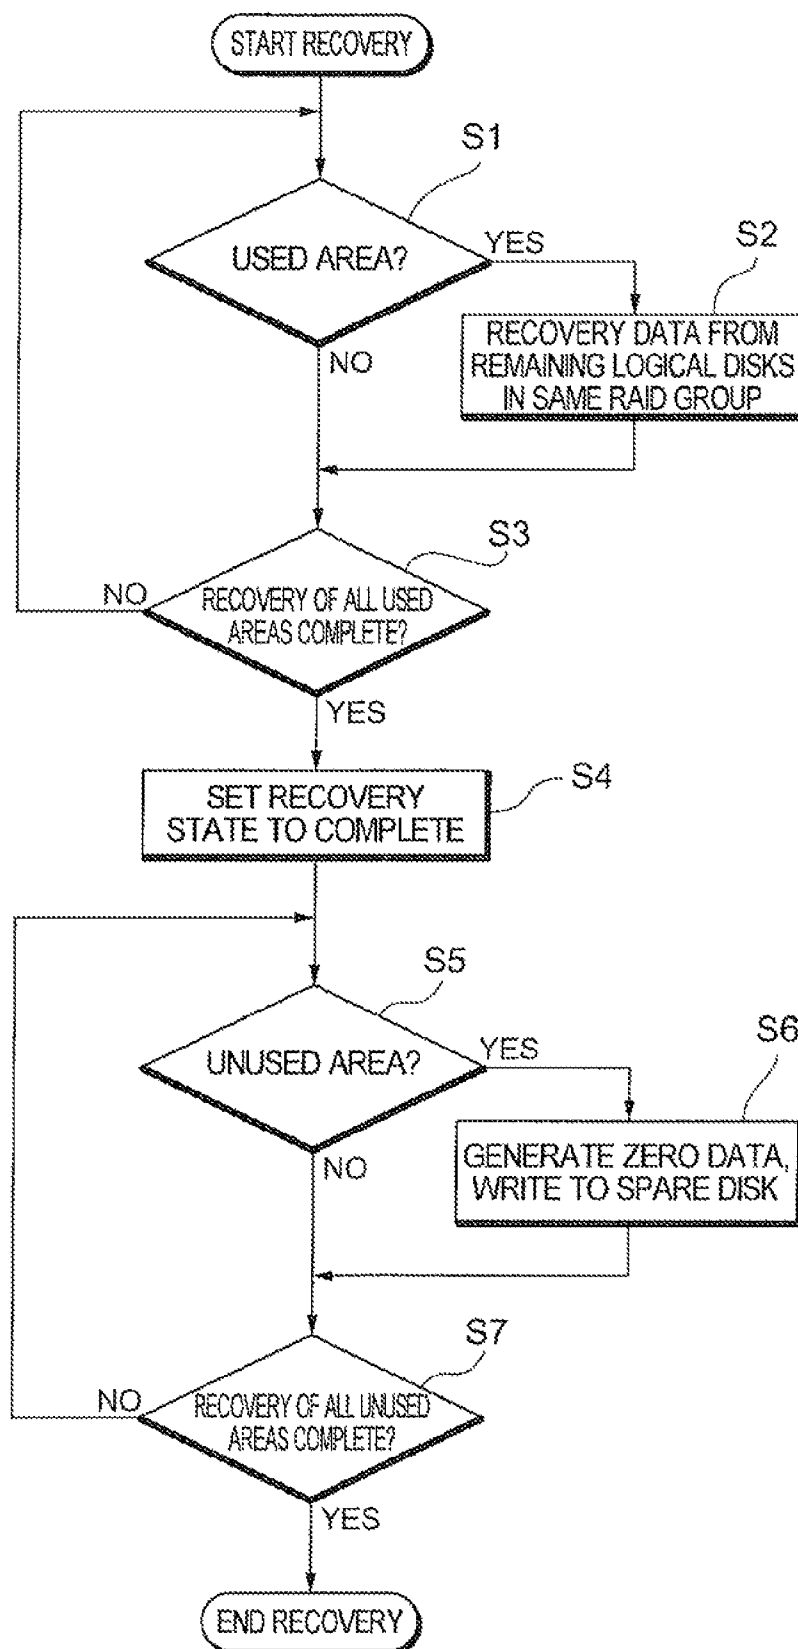 START RECOVERY
S1
USED AREA?
YES
S2
RECOVERY DATA FROM
REMAINING LOGICAL DISKS
IN SAME RAID GROUP
NO
S3
NO
RECOVERY OF ALL USED
AREAS COMPLETE?
YES
SET RECOVERY
STATE TO COMPLETE
S4
S5
UNUSED AREA?
YES
S6
GENERATE ZERO DATA,
WRITE TO SPARE DISK
NO
S7
NO
RECOVERY OF ALL UNUSED
AREAS COMPLETE?
YES
END RECOVERY